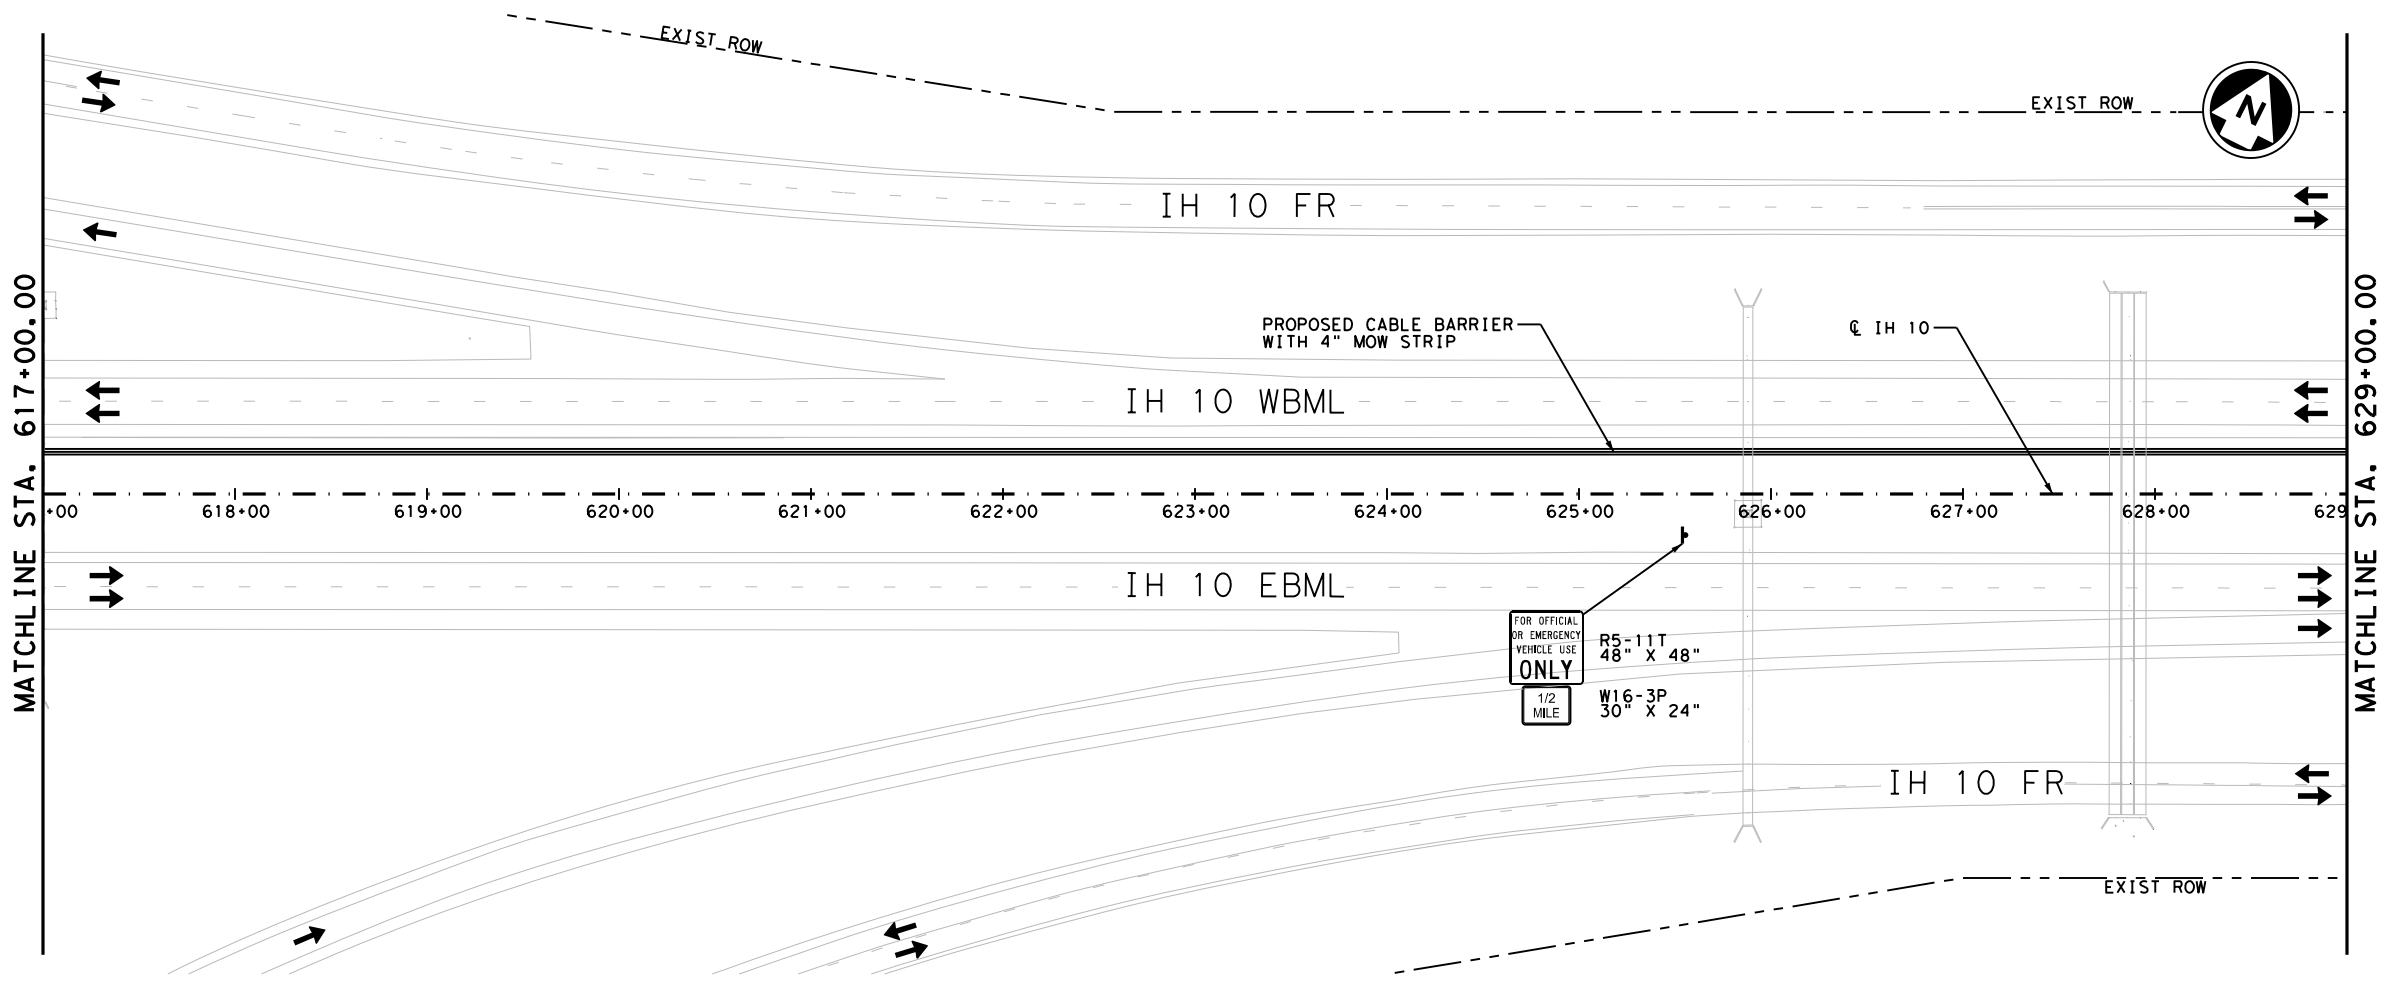 EXIST ROW
EXIST ROW
N
IH 10 FR
PROPOSED CABLE BARRIER
WITH 4" MOW STRIP
℄ IH 10
IH 10 WBML
MATCHLINE STA. 617+00.00
MATCHLINE STA. 629+00.00
+00
618+00
619+00
620+00
621+00
622+00
623+00
624+00
625+00
626+00
627+00
628+00
629
IH 10 EBML
FOR OFFICIAL
OR EMERGENCY
VEHICLE USE
ONLY
R5-11T
48" X 48"
1/2
MILE
W16-3P
30" X 24"
IH 10 FR
EXIST ROW